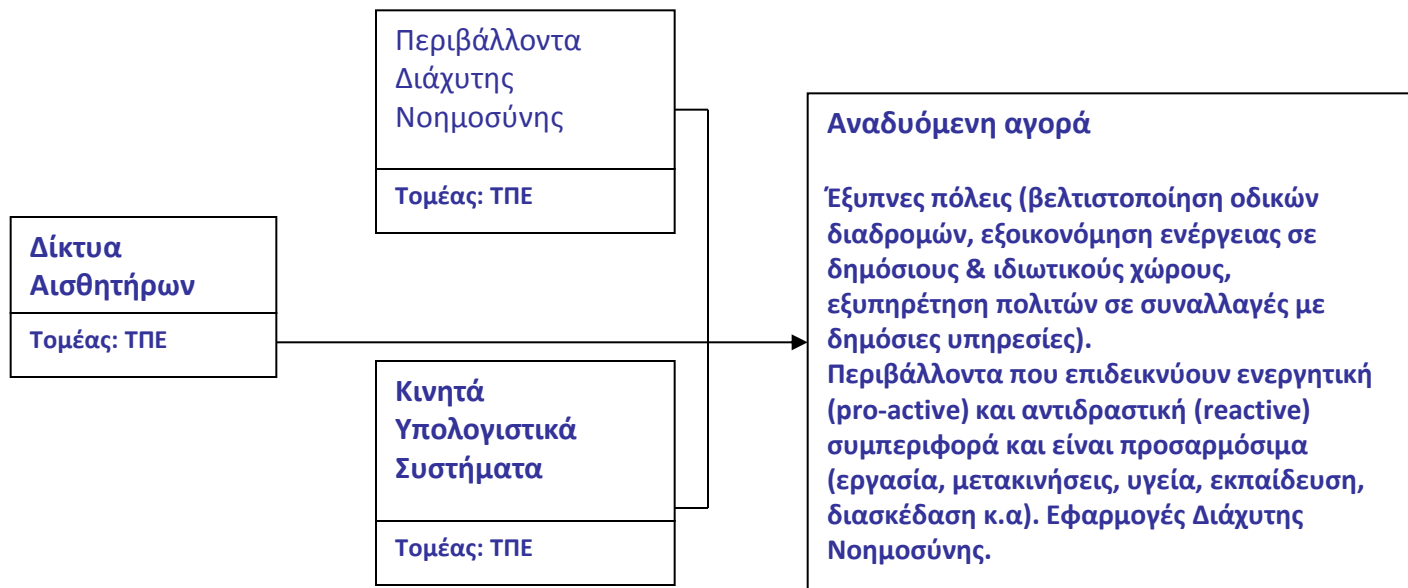 Περιβάλλοντα
Διάχυτης
Νοημοσύνης
Τομέας: ΤΠΕ
Δίκτυα
Αισθητήρων
Τομέας: ΤΠΕ
Κινητά
Υπολογιστικά
Συστήματα
Τομέας: ΤΠΕ
Αναδυόμενη αγορά
Έξυπνες πόλεις (βελτιστοποίηση οδικών
διαδρομών, εξοικονόμηση ενέργειας σε
δημόσιους & ιδιωτικούς χώρους,
εξυπηρέτηση πολιτών σε συναλλαγές με
δημόσιες υπηρεσίες).
Περιβάλλοντα που επιδεικνύουν ενεργητική
(pro-active) και αντιδραστική (reactive)
συμπεριφορά και είναι προσαρμόσιμα
(εργασία, μετακινήσεις, υγεία, εκπαίδευση,
διασκέδαση κ.α). Εφαρμογές Διάχυτης
Νοημοσύνης.